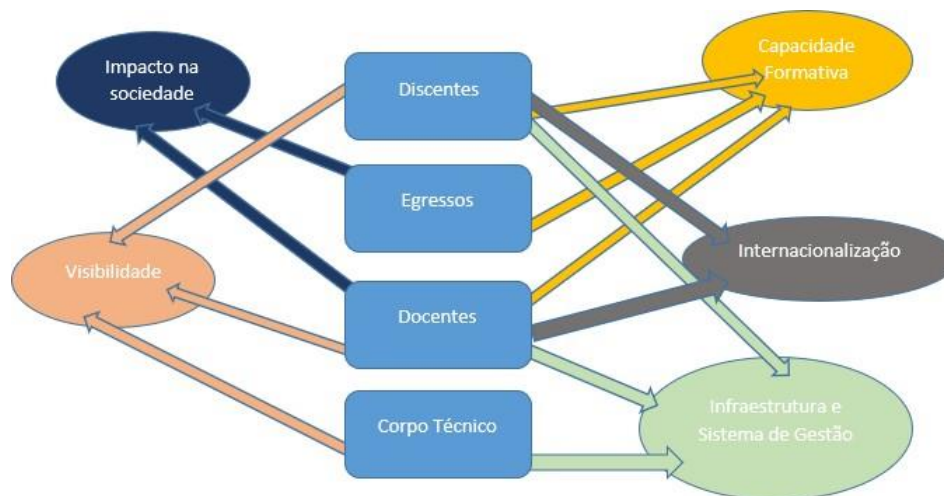 Impacto na
sociedade
Discentes
Capacidade
Formativa
Egressos
Visibilidade
Internacionalização
Docentes
Corpo Técnico
Infraestrutura e
Sistema de Gestão